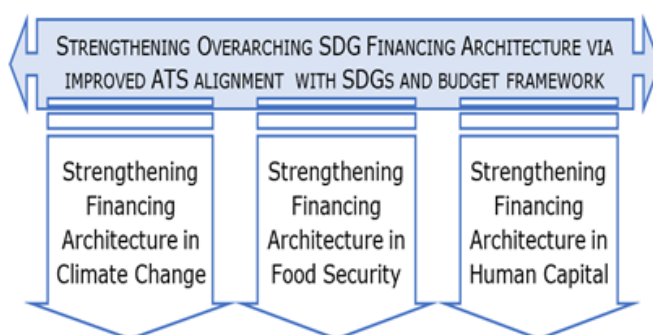 STRENGTHENING OVERARCHING SDG FINANCING ARCHITECTURE VIA
IMPROVED ATS ALIGNMENT WITH SDGS AND BUDGET FRAMEWORK
Strengthening
Financing
Architecture in
Climate Change
Strengthening
Financing
Architecture in
Food Security
Strengthening
Financing
Architecture in
Human Capital